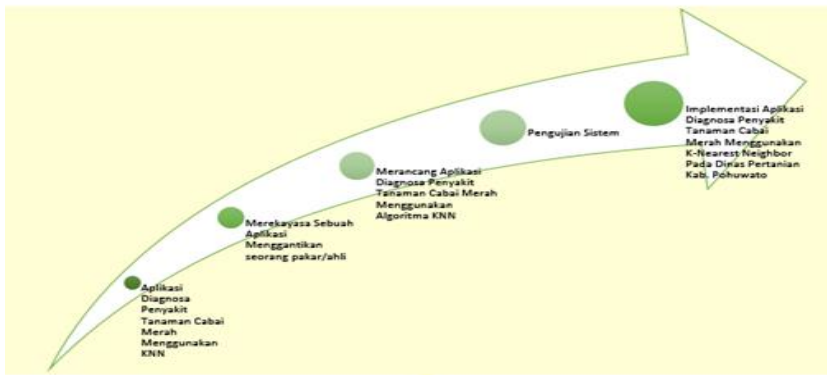 Aplikasi
Diagnosa
Penyakit
Tanaman Cabai
Merah
Menggunakan
KNN
Merekayasa Sebuah
Aplikasi
Menggantikan
seorang pakar/ahli
Merancang Aplikasi
Diagnosa Penyakit
Tanaman Cabai Merah
Menggunakan
Algoritma KNN
Pengujian Sistem
Implementasi Aplikasi
Diagnosa Penyakit
Tanaman Cabai
Merah Menggunakan
K-Nearest Neighbor
Pada Dinas Pertanian
Kab. Pohuwato